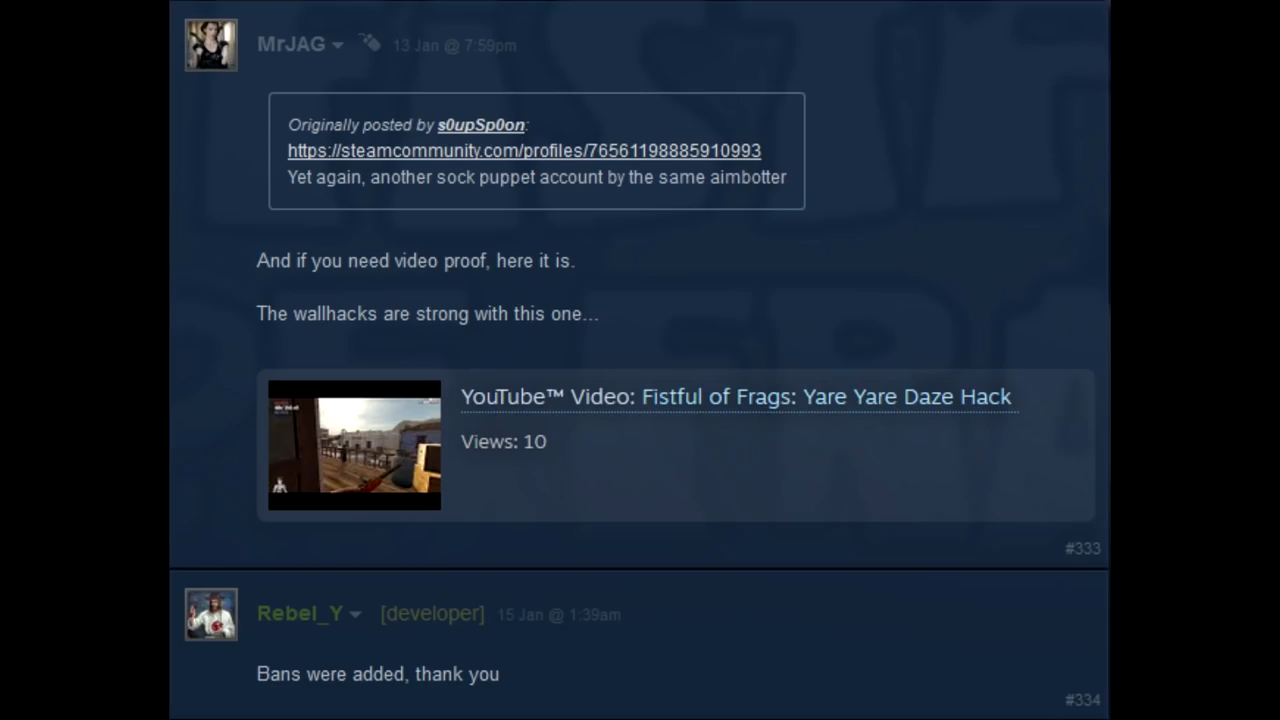 MrJAG 13 Jan @ 7:59pm
Originally posted by s0upSp0on:
https://steamcommunity.com/profiles/76561198885910993
Yet again, another sock puppet account by the same aimbotter
And if you need video proof, here it is.
The wallhacks are strong with this one...
YouTube™ Video: Fistful of Frags: Yare Yare Daze Hack
Views: 10
#333
Rebel_Y [developer] 15 Jan @ 1:39am
Bans were added, thank you
#334